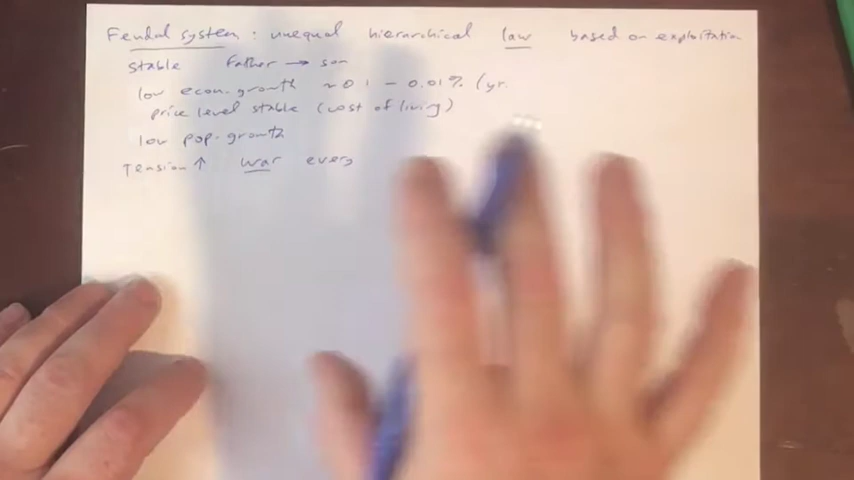 Feudal system : unequal hierarchical law based on exploitation
stable father → son
low econ. growth ~ 0.1 - 0.01% (yr.
price level stable (cost of living)
low pop. growth
Tension ↑ war every